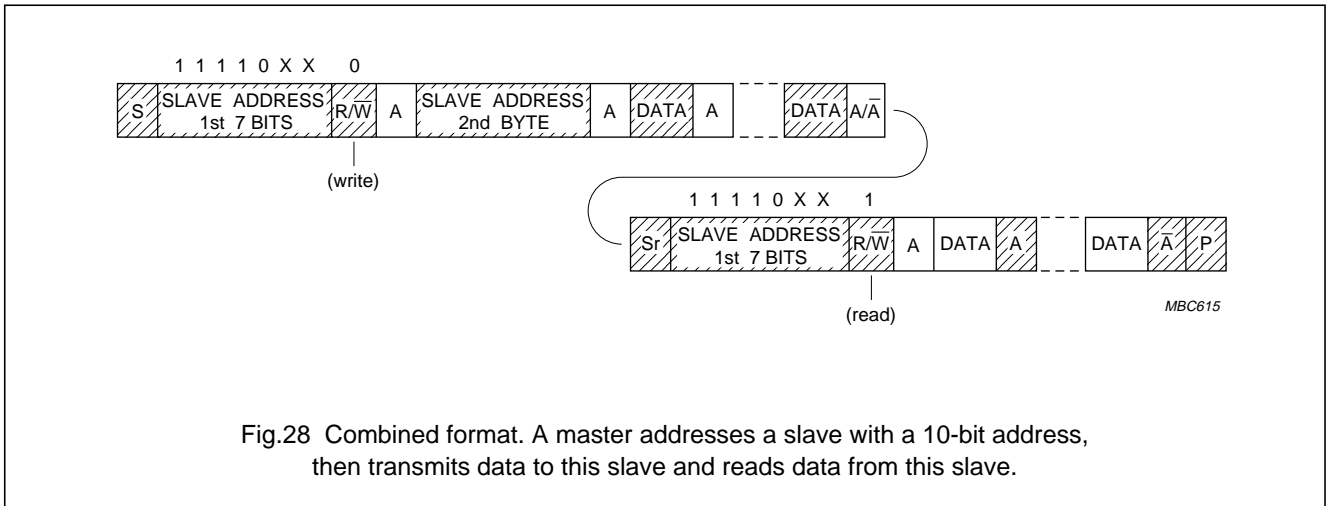 1 1 1 1 0 X X 0
S SLAVE ADDRESS 1st 7 BITS R/W̅ A SLAVE ADDRESS 2nd BYTE A DATA A DATA A/A̅
(write)
1 1 1 1 0 X X 1
Sr SLAVE ADDRESS 1st 7 BITS R/W̅ A DATA A DATA A̅ P
(read)
MBC615
Fig.28 Combined format. A master addresses a slave with a 10-bit address,
then transmits data to this slave and reads data from this slave.